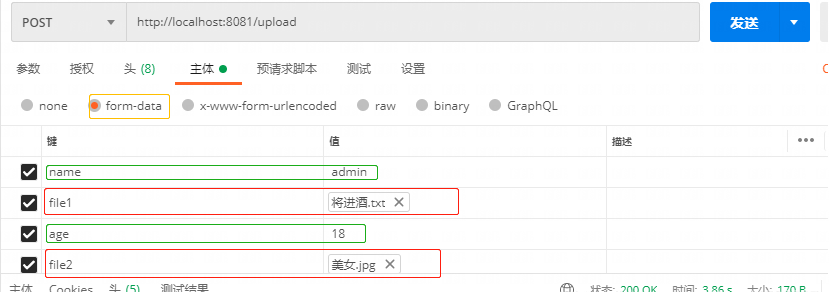 POST http://localhost:8081/upload 发送
参数 授权 头 (8) 主体 预请求脚本 测试 设置
none form-data x-www-form-urlencoded raw binary GraphQL
键 值 描述
name admin
file1 将进酒.txt
age 18
file2 美女.jpg
主体 Cookies 头 (5) 测试结果 状态: 200 OK 时间: 3.86 s 大小: 170 B